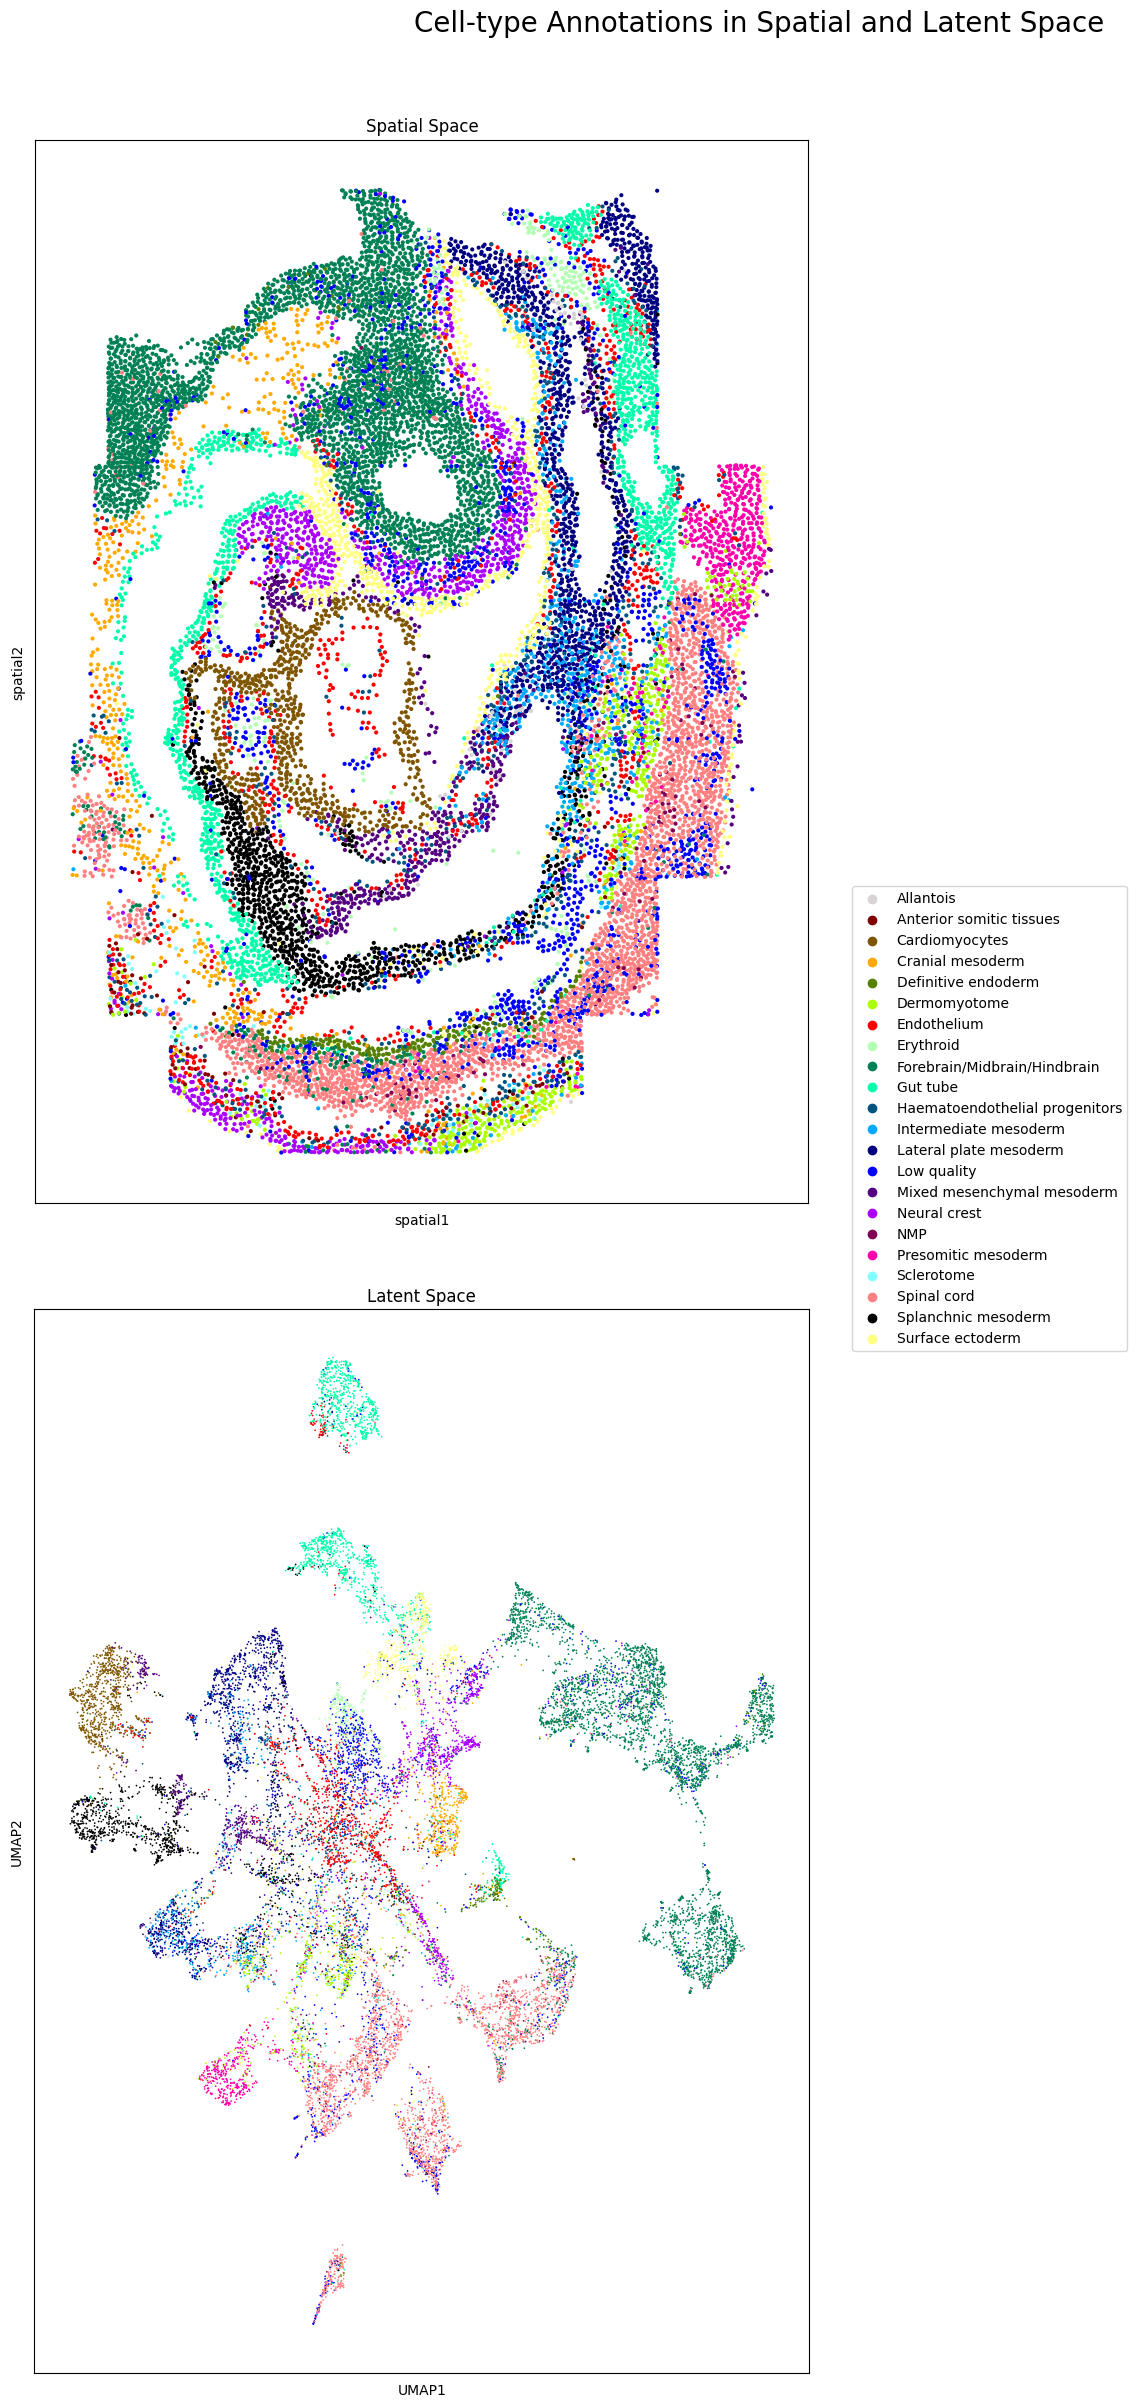 Cell-type Annotations in Spatial and Latent Space
Spatial Space
spatial2
spatial1
Allantois
Anterior somitic tissues
Cardiomyocytes
Cranial mesoderm
Definitive endoderm
Dermomyotome
Endothelium
Erythroid
Forebrain/Midbrain/Hindbrain
Gut tube
Haematoendothelial progenitors
Intermediate mesoderm
Lateral plate mesoderm
Low quality
Mixed mesenchymal mesoderm
Neural crest
NMP
Presomitic mesoderm
Sclerotome
Spinal cord
Splanchnic mesoderm
Surface ectoderm
Latent Space
UMAP2
UMAP1